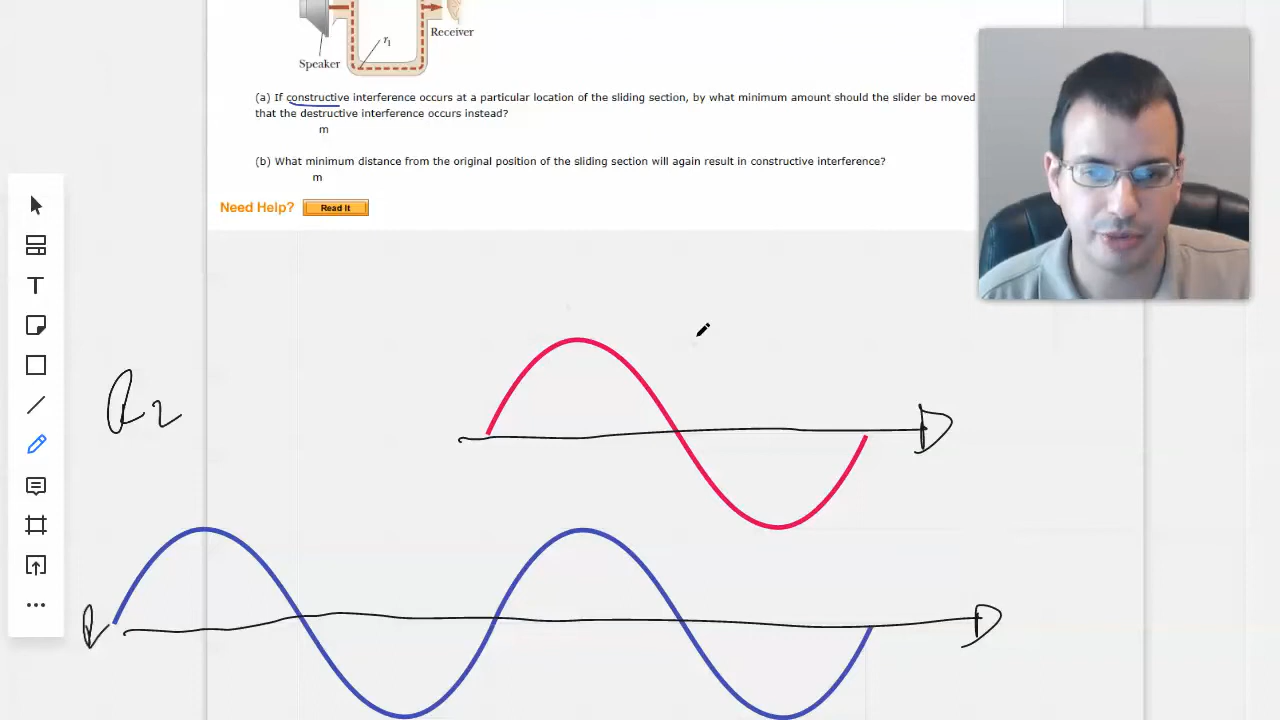 r1
Receiver
Speaker
(a) If constructive interference occurs at a particular location of the sliding section, by what minimum amount should the slider be moved
that the destructive interference occurs instead?
m
(b) What minimum distance from the original position of the sliding section will again result in constructive interference?
m
Need Help? Read It
T